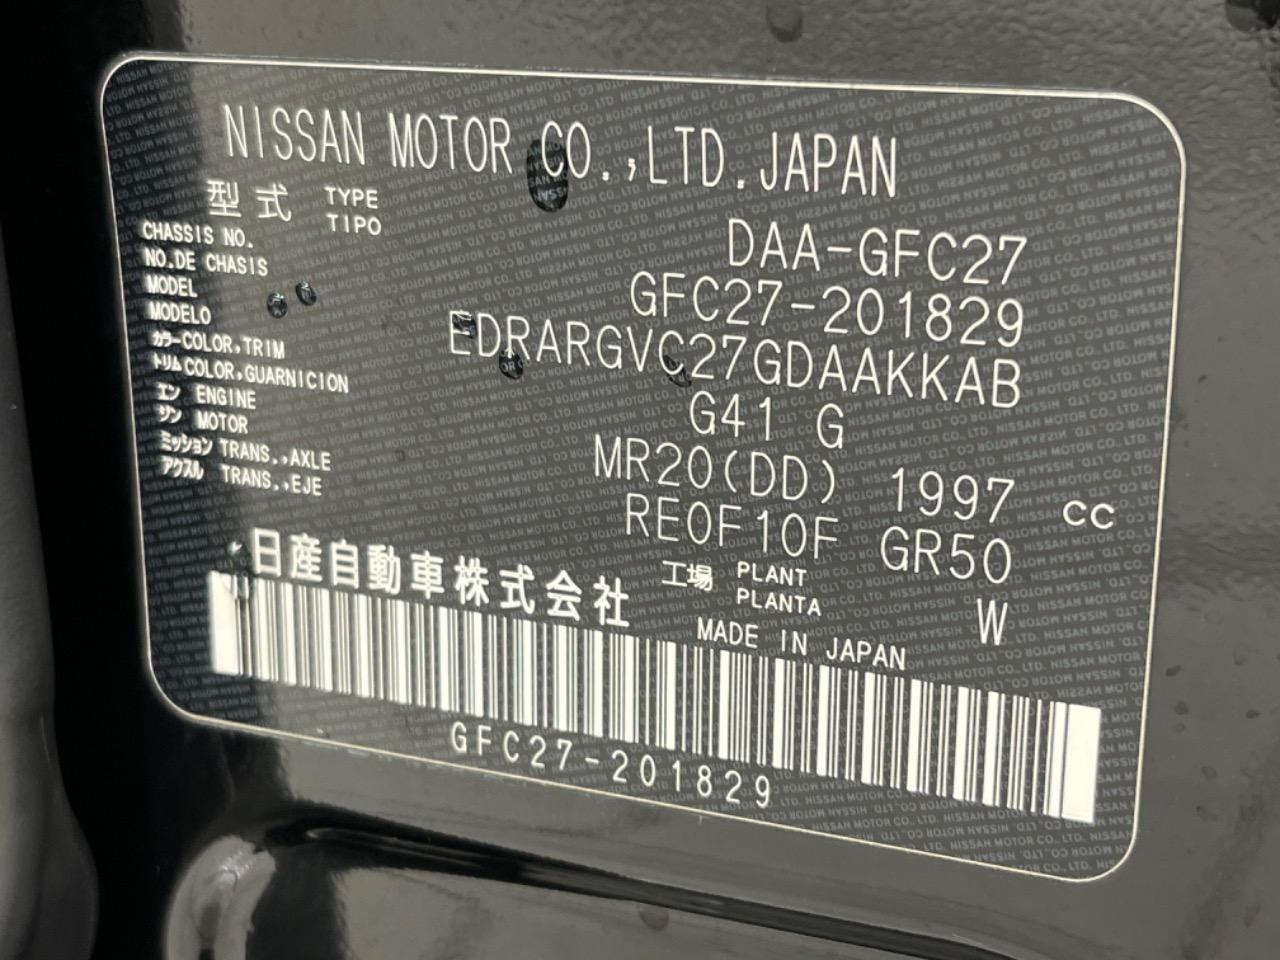 NISSAN MOTOR CO.,LTD.JAPAN
型式 TYPE
TIPO
DAA-GFC27
CHASSIS NO.
NO.DE CHASIS
GFC27-201829
MODEL
MODELO
EDRARGVC27GDAAKKAB
カラー COLOR,TRIM
トリム COLOR,GUARNICION
G41 G
エン ENGINE
ジン MOTOR
MR20(DD) 1997 cc
ミッション TRANS.,AXLE
アクスル TRANS.,EJE
RE0F10F GR50
日産自動車株式会社
工場 PLANT
PLANTA
W
MADE IN JAPAN
GFC27-201829